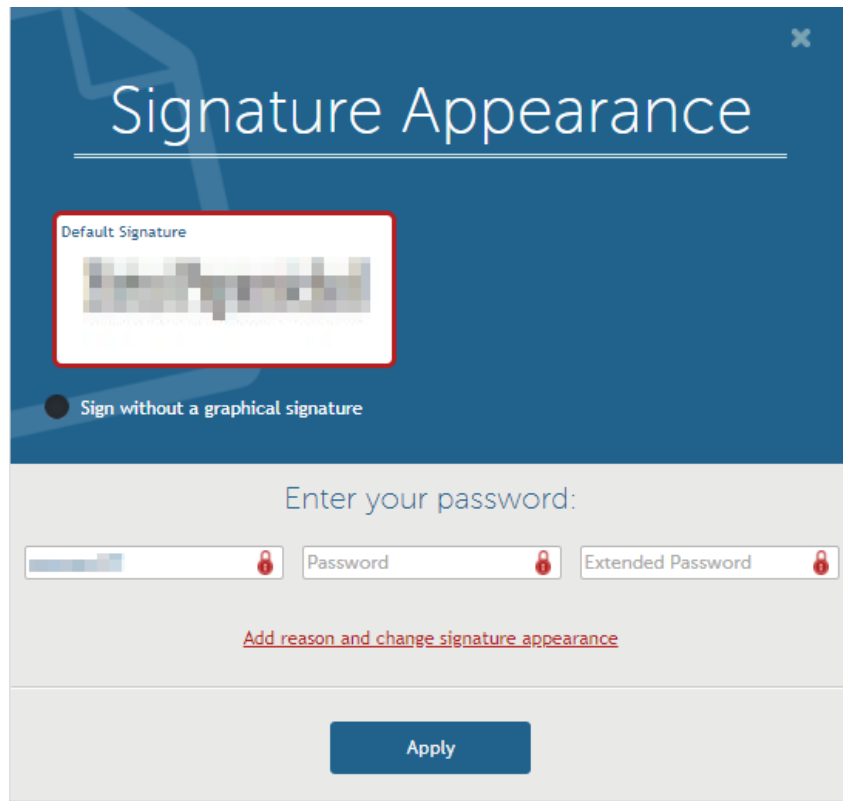 Signature Appearance
Default Signature
Sign without a graphical signature
Enter your password:
Password
Extended Password
Add reason and change signature appearance
Apply